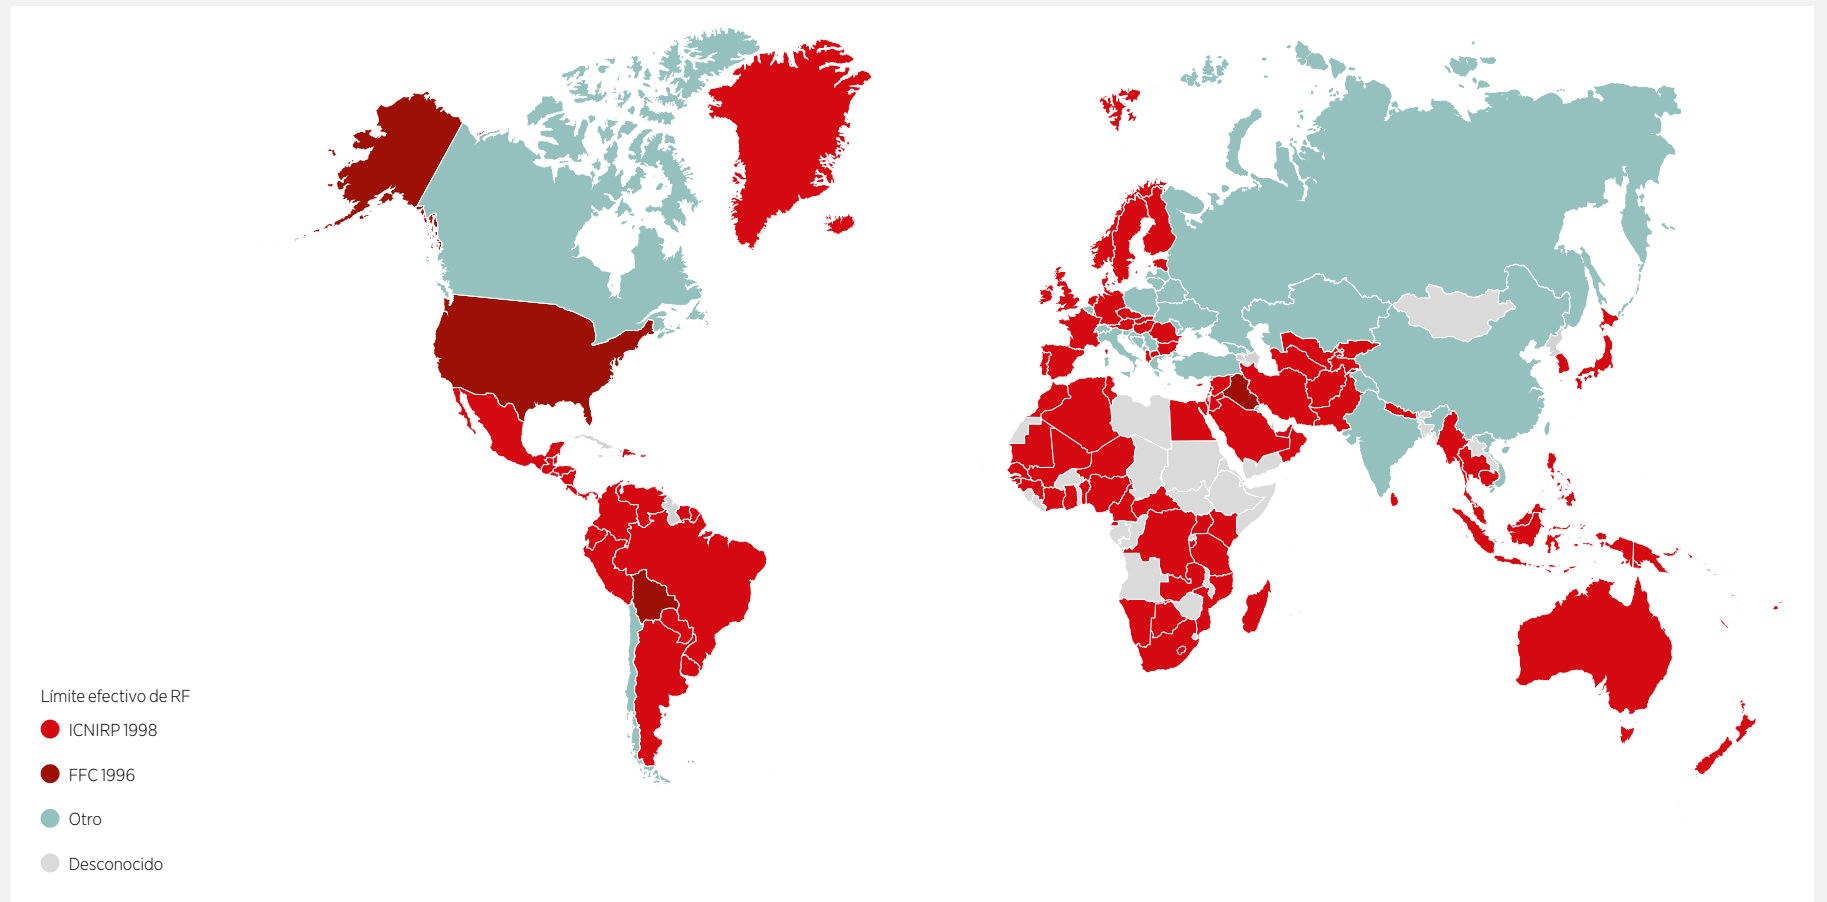 Límite efectivo de RF
ICNIRP 1998
FFC 1996
Otro
Desconocido